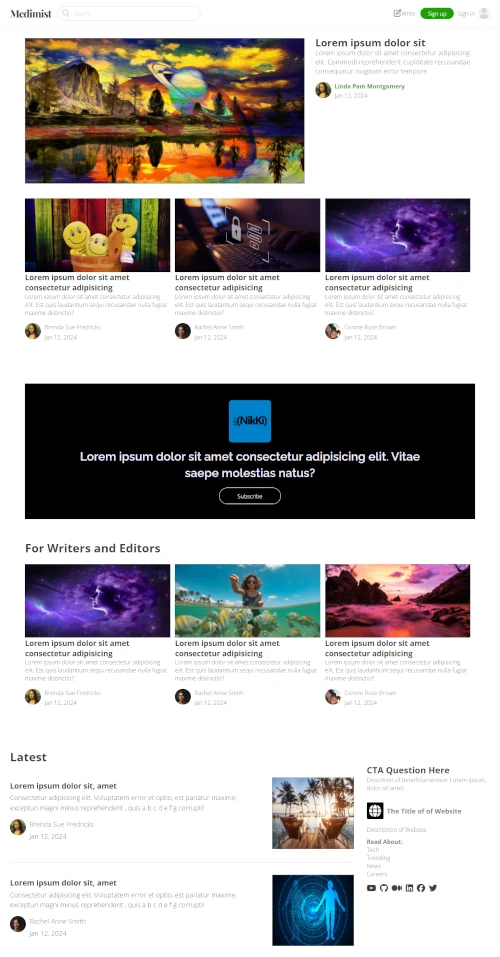 Medimist
Search
Write
Sign up
Sign in
Lorem ipsum dolor sit
Lorem ipsum dolor sit amet consectetur adipisicing
elit. Commodi reprehenderit cupiditate recusandae
consequatur magnam error tempore.
Linda Pam Montgomery
Jan 12, 2024
Lorem ipsum dolor sit amet
consectetur adipisicing
Lorem ipsum dolor sit amet consectetur adipisicing
elit. Est quis laudantium sequi recusandae nulla fugiat
maxime distinctio?
Brenda Sue Fredricks
Jan 12, 2024
Lorem ipsum dolor sit amet
consectetur adipisicing
Lorem ipsum dolor sit amet consectetur adipisicing
elit. Est quis laudantium sequi recusandae nulla fugiat
maxime distinctio?
Rachel Anne Smith
Jan 12, 2024
Lorem ipsum dolor sit amet
consectetur adipisicing
Lorem ipsum dolor sit amet consectetur adipisicing
elit. Est quis laudantium sequi recusandae nulla fugiat
maxime distinctio?
Connie Rose Brown
Jan 12, 2024
(NikKi)
Lorem ipsum dolor sit amet consectetur adipisicing elit. Vitae
saepe molestias natus?
Subscribe
For Writers and Editors
Lorem ipsum dolor sit amet
consectetur adipisicing
Lorem ipsum dolor sit amet consectetur adipisicing
elit. Est quis laudantium sequi recusandae nulla fugiat
maxime distinctio?
Brenda Sue Fredricks
Jan 12, 2024
Lorem ipsum dolor sit amet
consectetur adipisicing
Lorem ipsum dolor sit amet consectetur adipisicing
elit. Est quis laudantium sequi recusandae nulla fugiat
maxime distinctio?
Rachel Anne Smith
Jan 12, 2024
Lorem ipsum dolor sit amet
consectetur adipisicing
Lorem ipsum dolor sit amet consectetur adipisicing
elit. Est quis laudantium sequi recusandae nulla fugiat
maxime distinctio?
Connie Rose Brown
Jan 12, 2024
Latest
Lorem ipsum dolor sit, amet
Consectetur adipisicing elit. Voluptatem error et optio, est pariatur maxime,
excepturi magni minus reprehenderit , quis a b c d e f g corrupti!
Brenda Sue Fredricks
Jan 12, 2024
Lorem ipsum dolor sit, amet
Consectetur adipisicing elit. Voluptatem error et optio, est pariatur maxime,
excepturi magni minus reprehenderit , quis a b c d e f g corrupti!
Rachel Anne Smith
Jan 12, 2024
CTA Question Here
Descrition of beneficial service: Lorem ipsum,
dolor sit amet.
The Title of of Website
Description of Website
Read About:
Tech
Trending
News
Careers